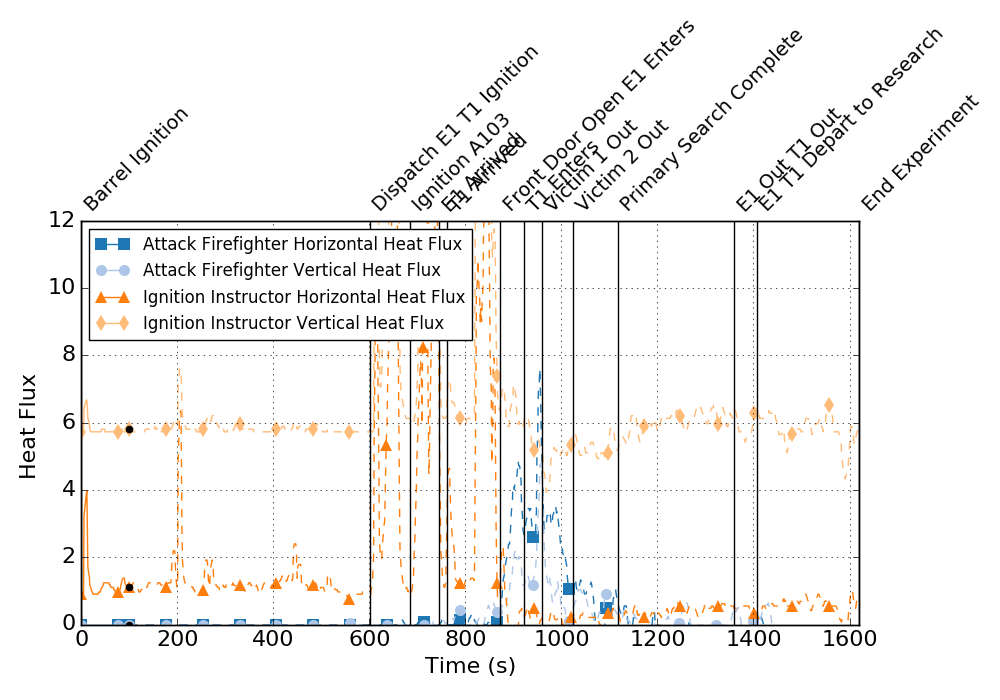 Barrel Ignition
Dispatch E1 T1 Ignition
Ignition A103
E1 Arrived
T1 Arrived
Front Door Open E1 Enters
T1 Enters
Victim 1 Out
Victim 2 Out
Primary Search Complete
E1 Out T1 Out
E1 T1 Depart to Research
End Experiment
12
10
8
6
4
2
0
Heat Flux
Attack Firefighter Horizontal Heat Flux
Attack Firefighter Vertical Heat Flux
Ignition Instructor Horizontal Heat Flux
Ignition Instructor Vertical Heat Flux
0 200 400 600 800 1000 1200 1400 1600
Time (s)